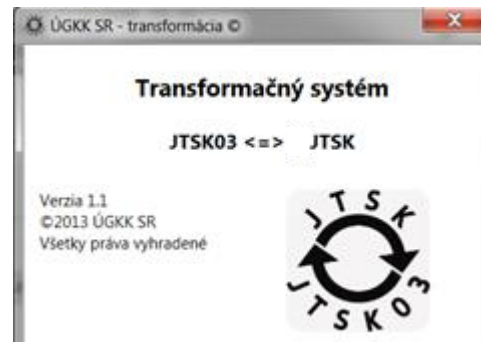 ÚGKK SR - transformácia ©
Transformačný systém
JTSK03 <=> JTSK
Verzia 1.1
©2013 ÚGKK SR
Všetky práva vyhradené
JTSK
JTSK03